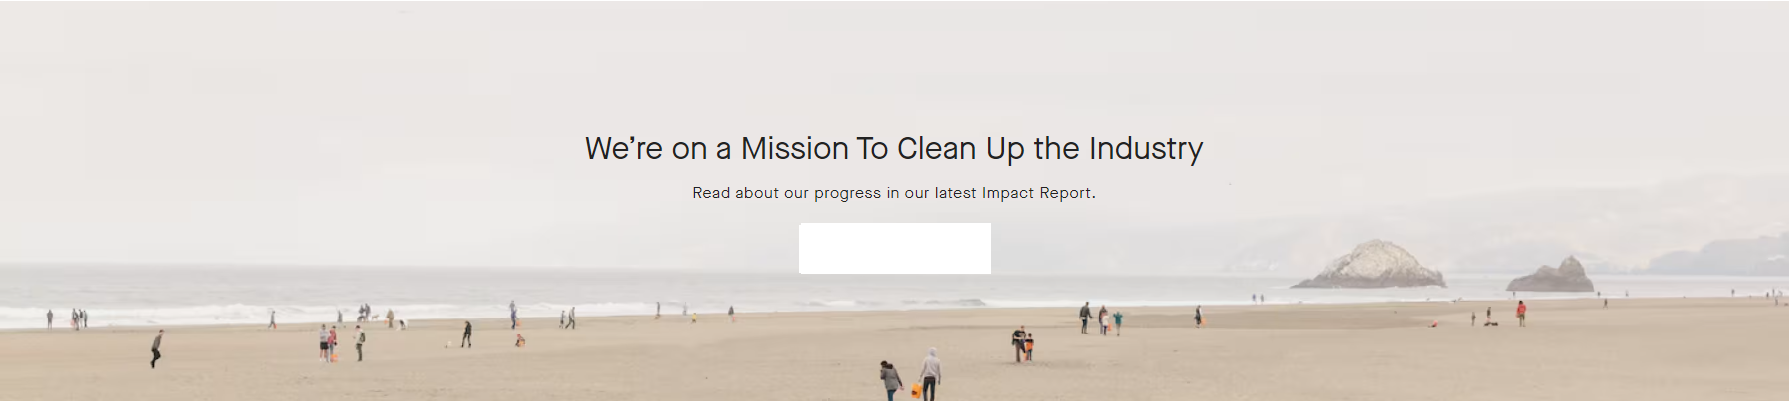 We’re on a Mission To Clean Up the Industry
Read about our progress in our latest Impact Report.